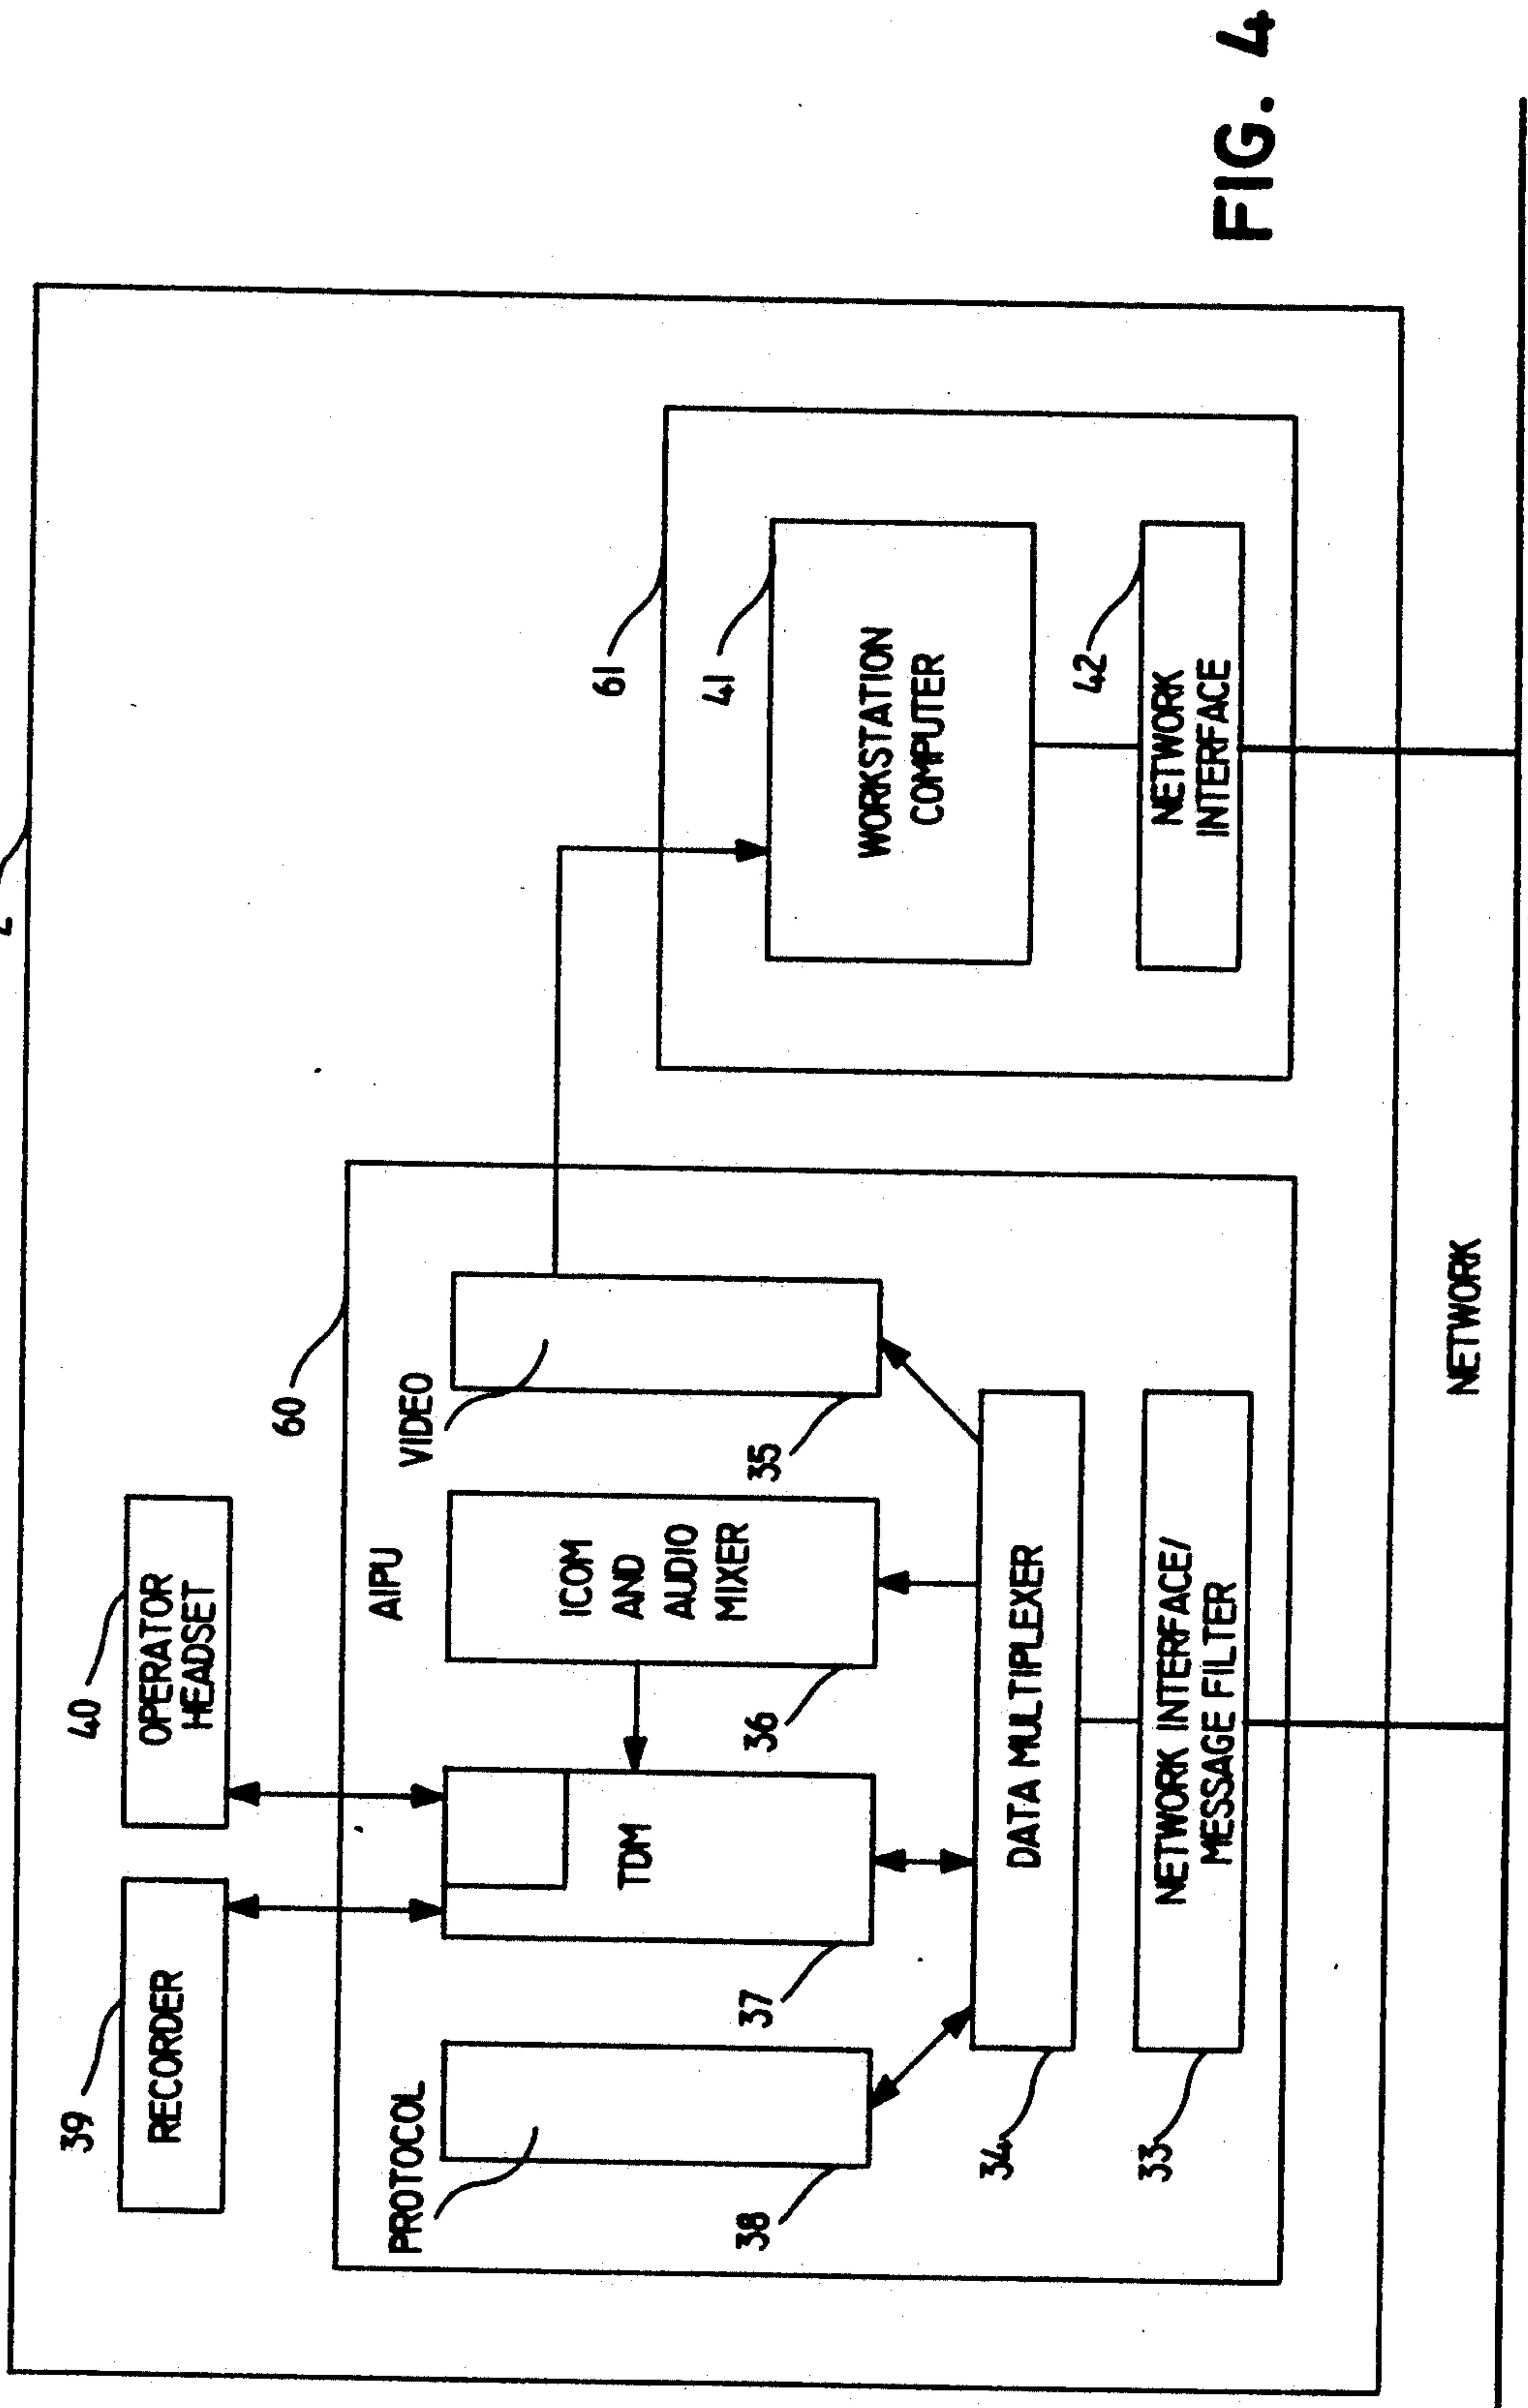 2
39
RECORDER
40
OPERATOR
HEADSET
60
AIPU
PROTOCOL
VIDEO
38
37
TDM
36
ICOM
AND
AUDIO
MIXER
35
34
DATA MULTIPLEXER
33
NETWORK INTERFACE/
MESSAGE FILTER
61
41
WORKSTATION
COMPUTER
42
NETWORK
INTERFACE
NETWORK
FIG. 4